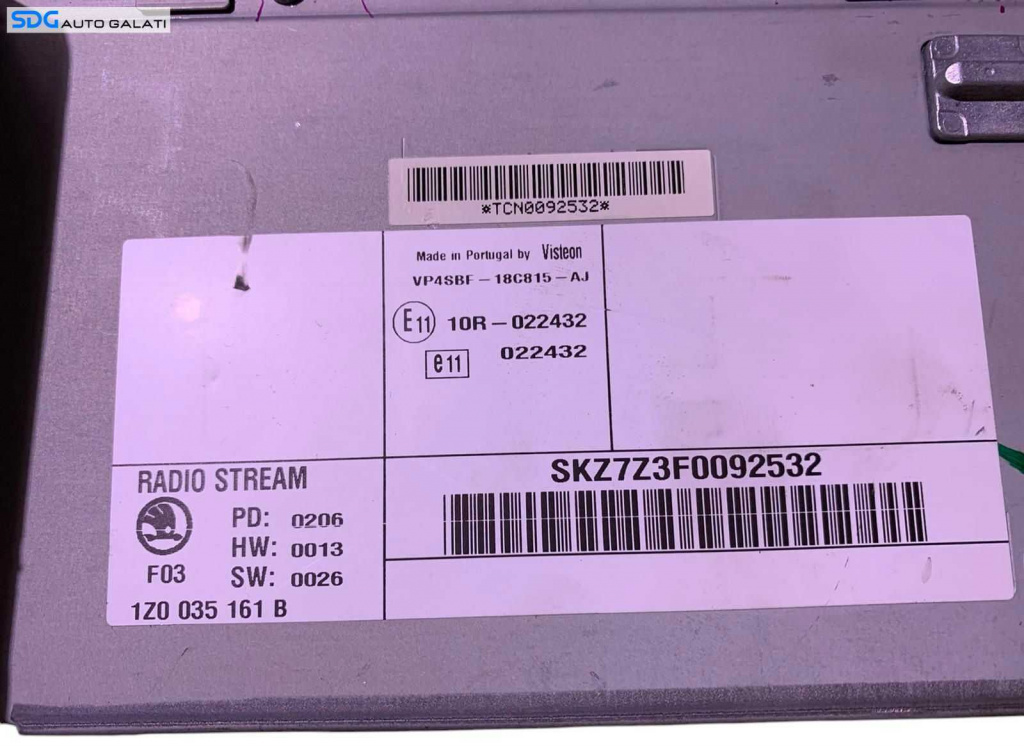 SDG AUTO GALATI
*TCN0092532*
Made in Portugal by Visteon
VP4SBF-18C815-AJ
E11 10R-022432
e11 022432
SKZ7Z3F0092532
RADIO STREAM
PD: 0206
HW: 0013
F03 SW: 0026
1Z0 035 161 B